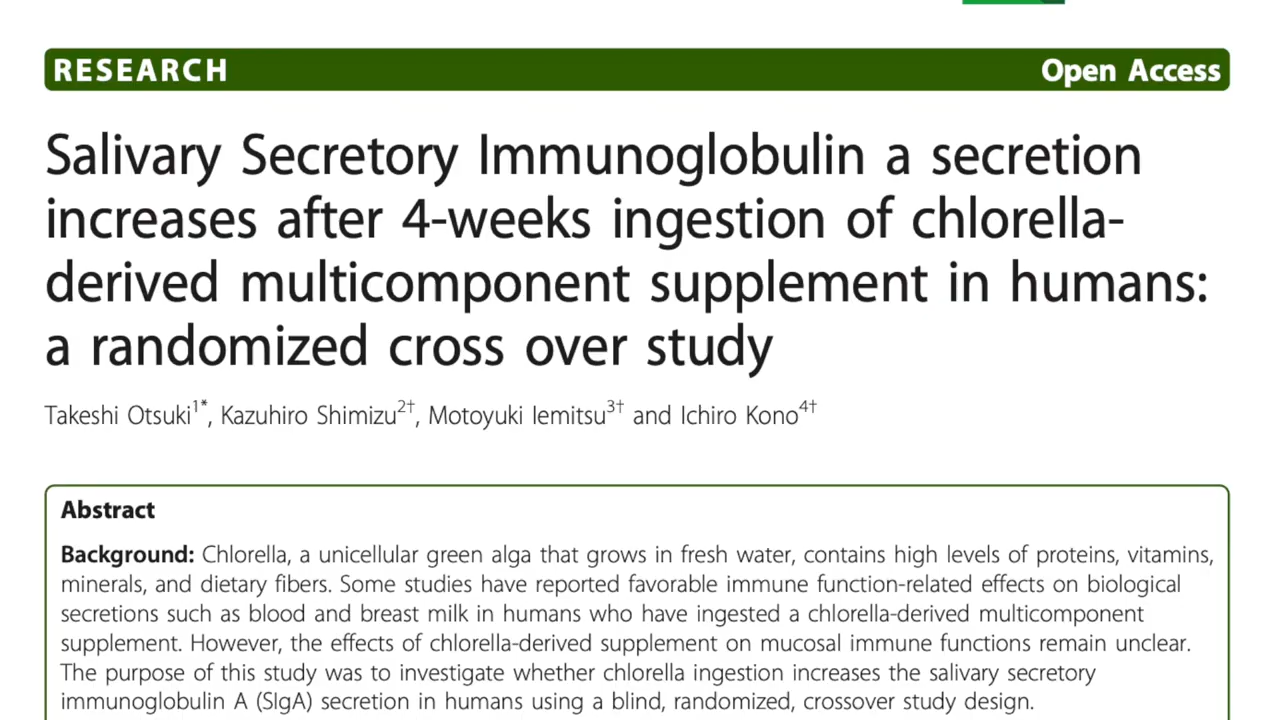 RESEARCH Open Access
Salivary Secretory Immunoglobulin a secretion
increases after 4-weeks ingestion of chlorella-
derived multicomponent supplement in humans:
a randomized cross over study
Takeshi Otsuki1*, Kazuhiro Shimizu2†, Motoyuki Iemitsu3† and Ichiro Kono4†
Abstract
Background: Chlorella, a unicellular green alga that grows in fresh water, contains high levels of proteins, vitamins,
minerals, and dietary fibers. Some studies have reported favorable immune function-related effects on biological
secretions such as blood and breast milk in humans who have ingested a chlorella-derived multicomponent
supplement. However, the effects of chlorella-derived supplement on mucosal immune functions remain unclear.
The purpose of this study was to investigate whether chlorella ingestion increases the salivary secretory
immunoglobulin A (SIgA) secretion in humans using a blind, randomized, crossover study design.